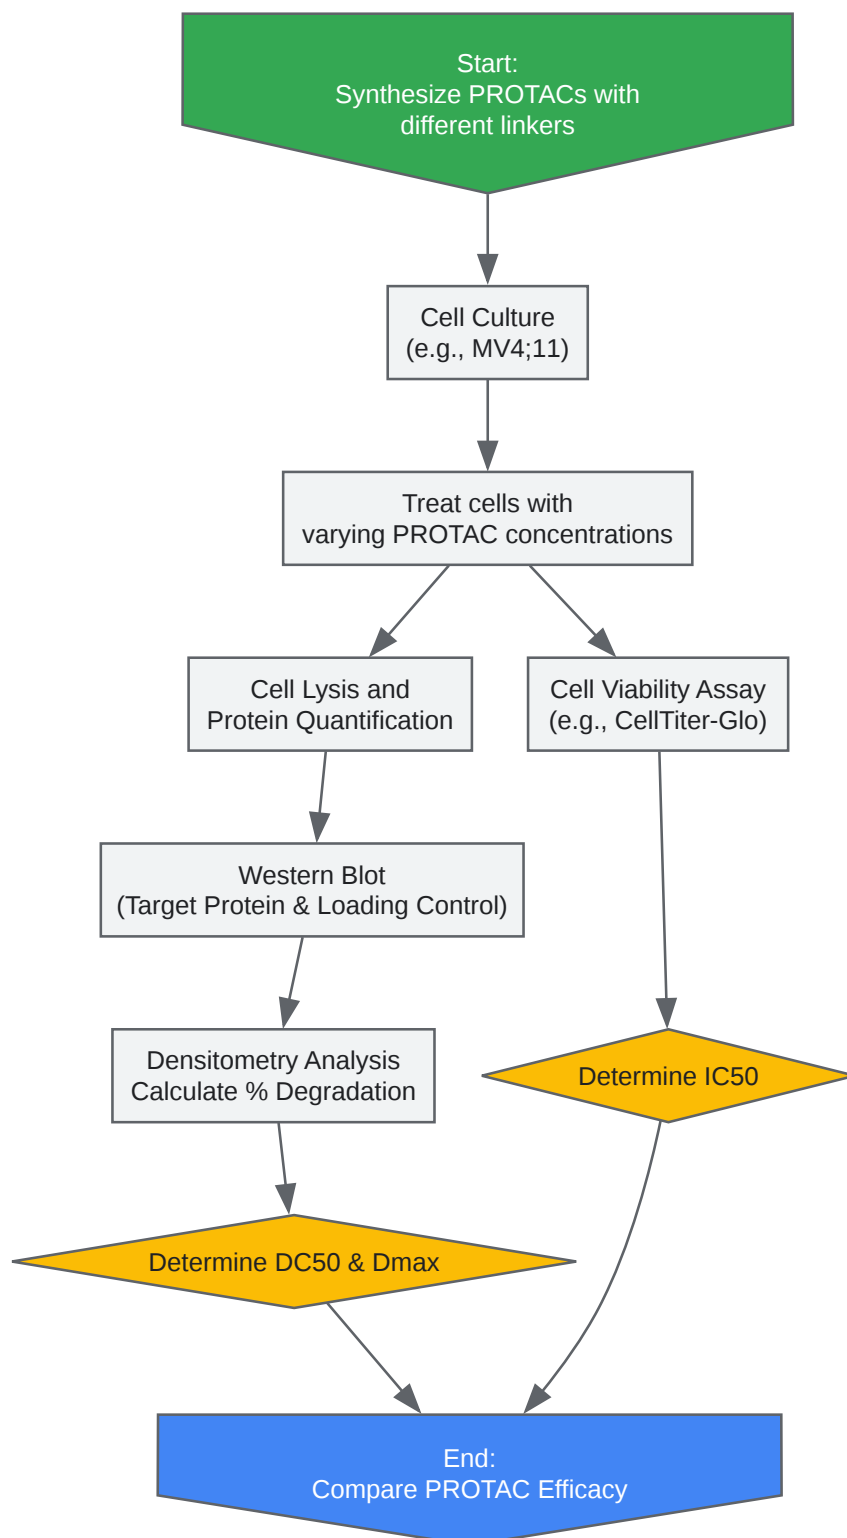 Start:
Synthesize PROTACs with
different linkers
Cell Culture
(e.g., MV4;11)
Treat cells with
varying PROTAC concentrations
Cell Lysis and
Protein Quantification
Cell Viability Assay
(e.g., CellTiter-Glo)
Western Blot
(Target Protein & Loading Control)
Densitometry Analysis
Calculate % Degradation
Determine IC50
Determine DC50 & Dmax
End:
Compare PROTAC Efficacy